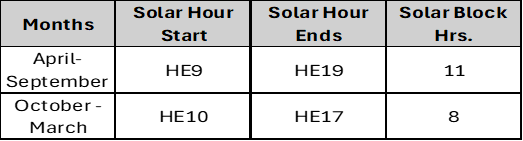 Months Solar Hour Start Solar Hour Ends Solar Block Hrs.
April-September HE9 HE19 11
October - March HE10 HE17 8